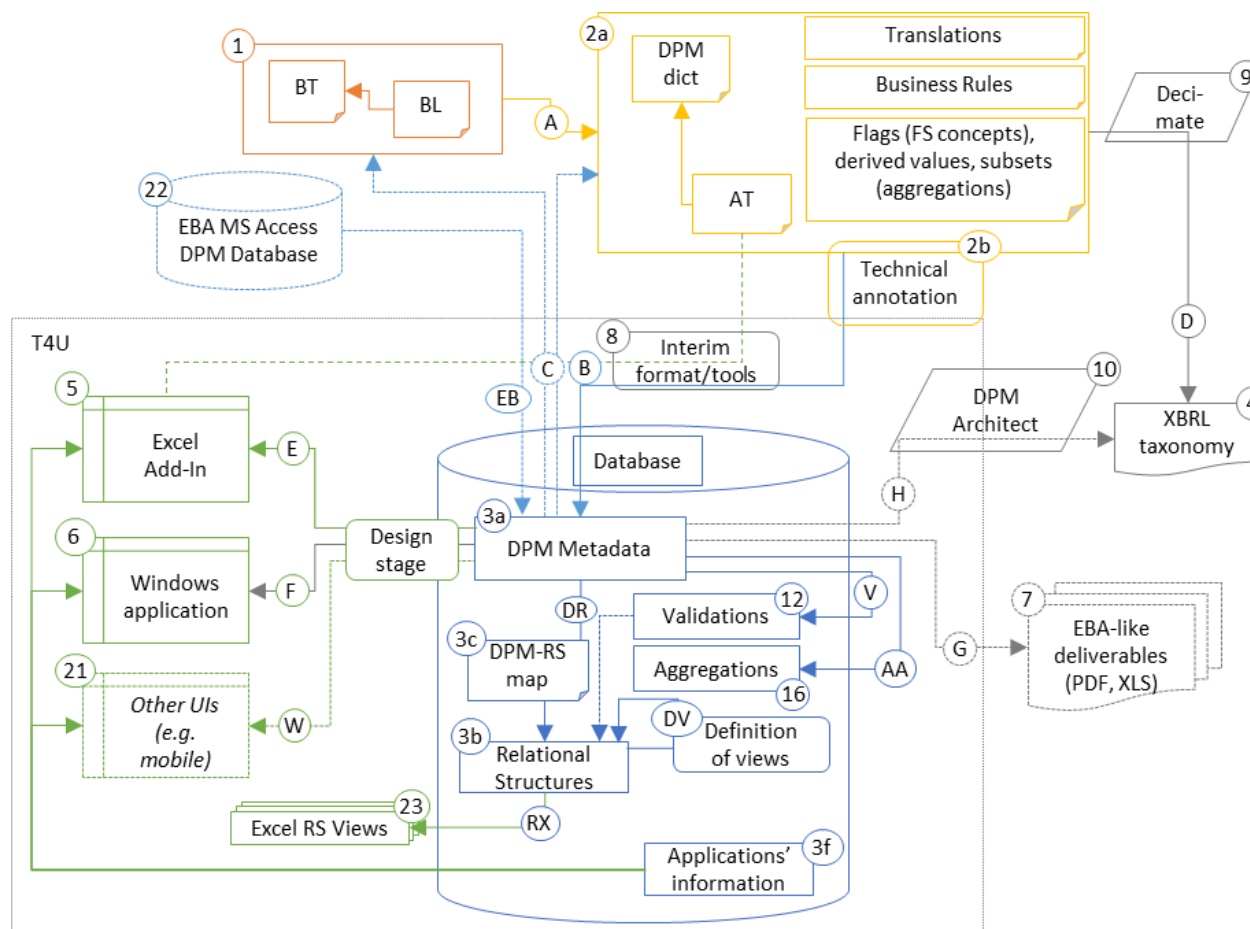 1
BT
BL
A
2a
DPM
dict
AT
Translations
Business Rules
Flags (FS concepts),
derived values, subsets
(aggregations)
2b
Technical
annotation
9
Deci-
mate
22
EBA MS Access
DPM Database
T4U
8
Interim
format/tools
C
B
EB
D
10
DPM
Architect
4
XBRL
taxonomy
H
5
Excel
Add-In
E
Database
3a
DPM Metadata
Design
stage
6
Windows
application
F
DR
V
12
Validations
3c
DPM-RS
map
Aggregations
16
AA
G
7
EBA-like
deliverables
(PDF, XLS)
21
Other UIs
(e.g.
mobile)
W
3b
Relational
Structures
DV
Definition
of views
RX
23
Excel RS Views
3f
Applications’
information